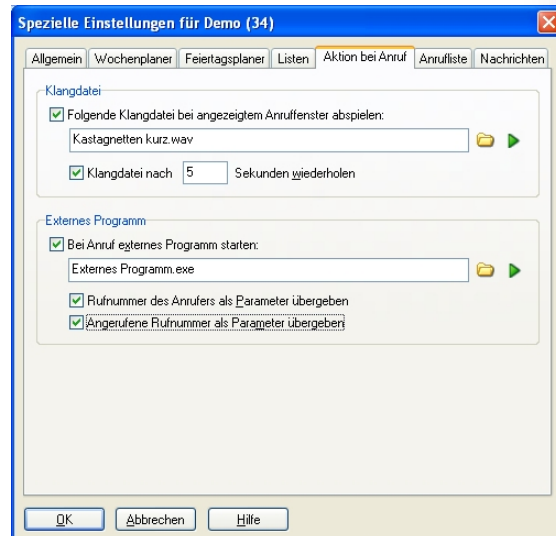 Spezielle Einstellungen für Demo (34)
Allgemein Wochenplaner Feiertagsplaner Listen Aktion bei Anruf Anrufliste Nachrichten
Klangdatei
Folgende Klangdatei bei angezeigtem Anruffenster abspielen:
Kastagnetten kurz.wav
Klangdatei nach 5 Sekunden wiederholen
Externes Programm
Bei Anruf externes Programm starten:
Externes Programm.exe
Rufnummer des Anrufers als Parameter übergeben
Angerufene Rufnummer als Parameter übergeben
OK Abbrechen Hilfe